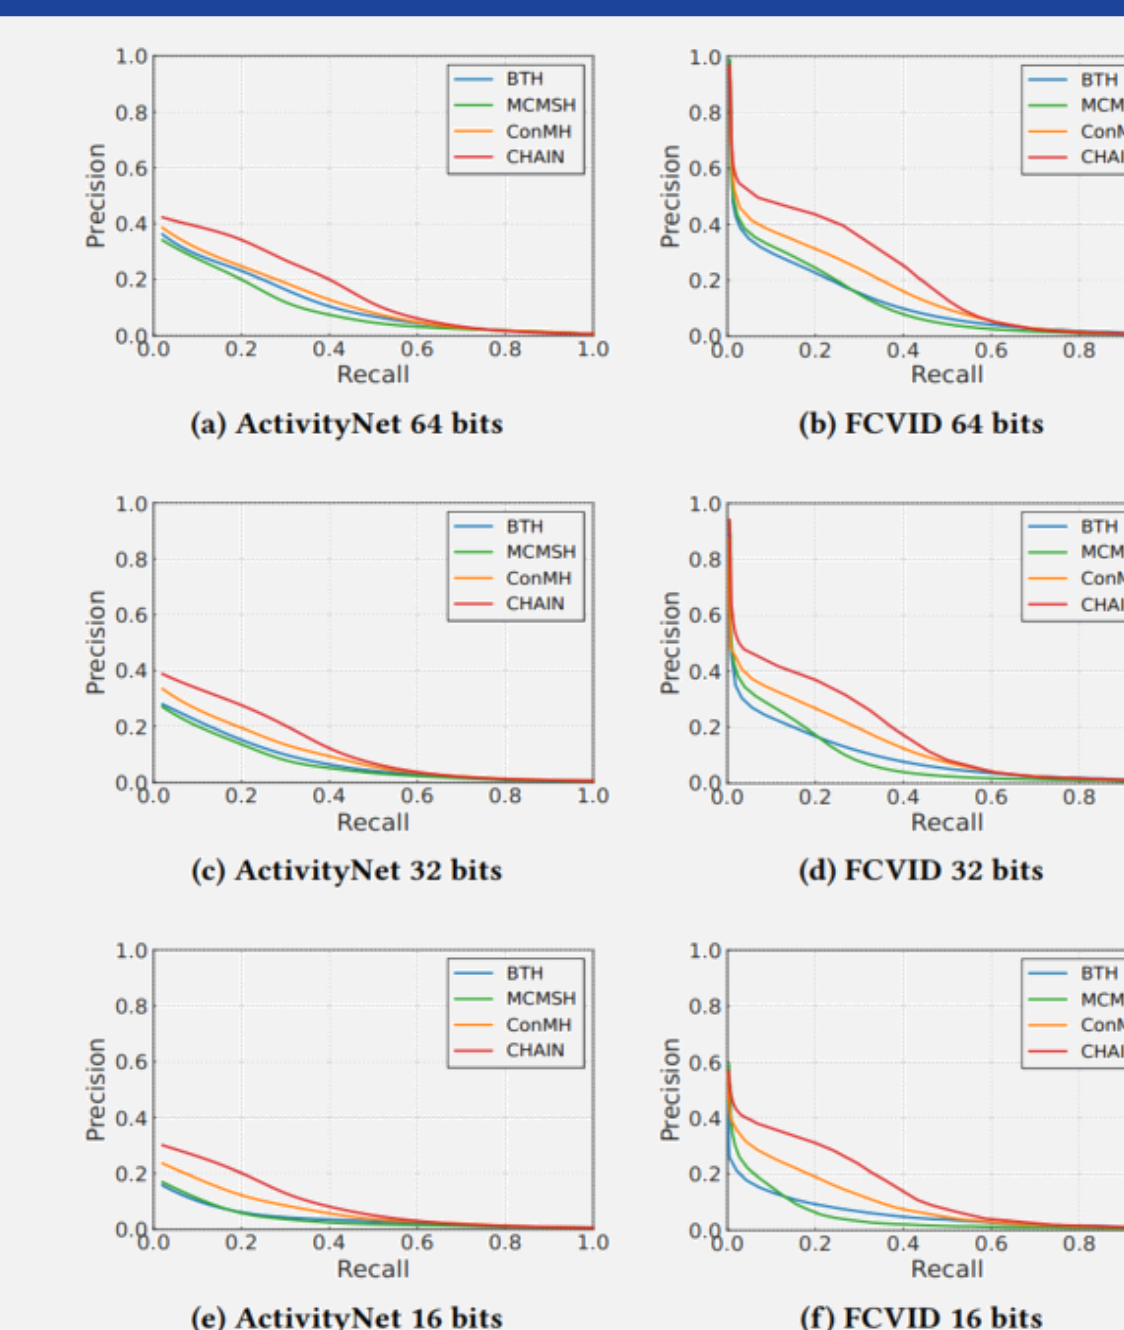 1.0
0.8
0.6
0.4
0.2
0.0
Precision
BTH
MCMSH
ConMH
CHAIN
0.0 0.2 0.4 0.6 0.8 1.0
Recall
(a) ActivityNet 64 bits
1.0
0.8
0.6
0.4
0.2
0.0
Precision
BTH
MCM
ConM
CHAI
0.0 0.2 0.4 0.6 0.8
Recall
(b) FCVID 64 bits
1.0
0.8
0.6
0.4
0.2
0.0
Precision
BTH
MCMSH
ConMH
CHAIN
0.0 0.2 0.4 0.6 0.8 1.0
Recall
(c) ActivityNet 32 bits
1.0
0.8
0.6
0.4
0.2
0.0
Precision
BTH
MCM
ConM
CHAI
0.0 0.2 0.4 0.6 0.8
Recall
(d) FCVID 32 bits
1.0
0.8
0.6
0.4
0.2
0.0
Precision
BTH
MCMSH
ConMH
CHAIN
0.0 0.2 0.4 0.6 0.8 1.0
Recall
(e) ActivityNet 16 bits
1.0
0.8
0.6
0.4
0.2
0.0
Precision
BTH
MCM
ConM
CHAI
0.0 0.2 0.4 0.6 0.8
Recall
(f) FCVID 16 bits